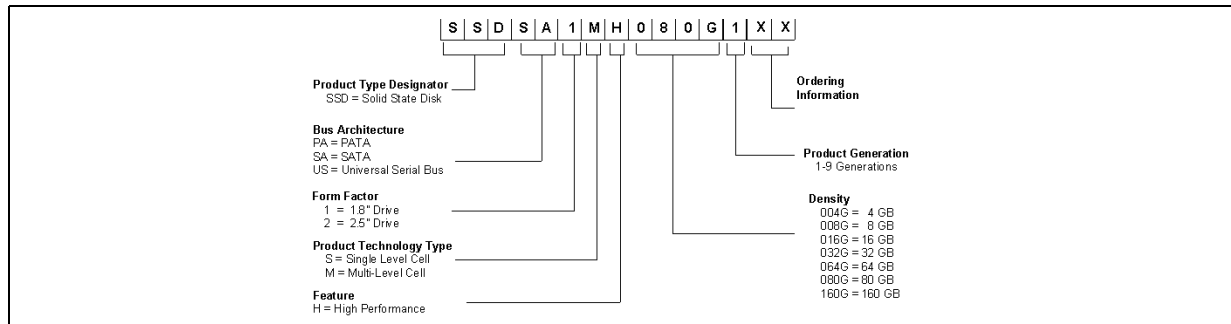 S S D S A 1 M H 0 8 0 G 1 X X
Product Type Designator
SSD = Solid State Disk
Bus Architecture
PA = PATA
SA = SATA
US = Universal Serial Bus
Form Factor
1 = 1.8" Drive
2 = 2.5" Drive
Product Technology Type
S = Single Level Cell
M = Multi-Level Cell
Feature
H = High Performance
Ordering
Information
Product Generation
1-9 Generations
Density
004G = 4 GB
008G = 8 GB
016G = 16 GB
032G = 32 GB
064G = 64 GB
080G = 80 GB
160G = 160 GB